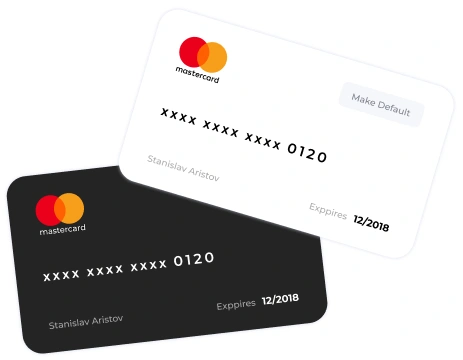 mastercard
Make Default
xxxx xxxx xxxx 0120
Stanislav Aristov
Exppires 12/2018
mastercard
xxxx xxxx xxxx 0120
Stanislav Aristov
Exppires 12/2018